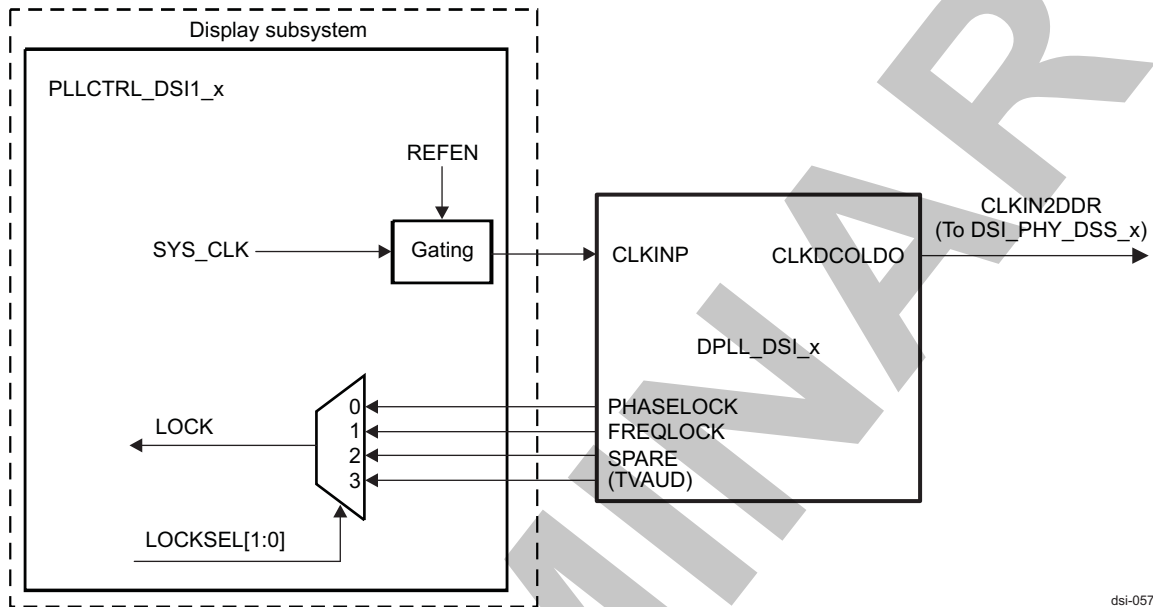 Display subsystem
PLLCTRL_DSI1_x
REFEN
SYS_CLK
Gating
CLKINP
CLKDCOLDO
CLKIN2DDR
(To DSI_PHY_DSS_x)
DPLL_DSI_x
LOCK
0
1
2
3
PHASELOCK
FREQLOCK
SPARE
(TVAUD)
LOCKSEL[1:0]
dsi-057
MINAR